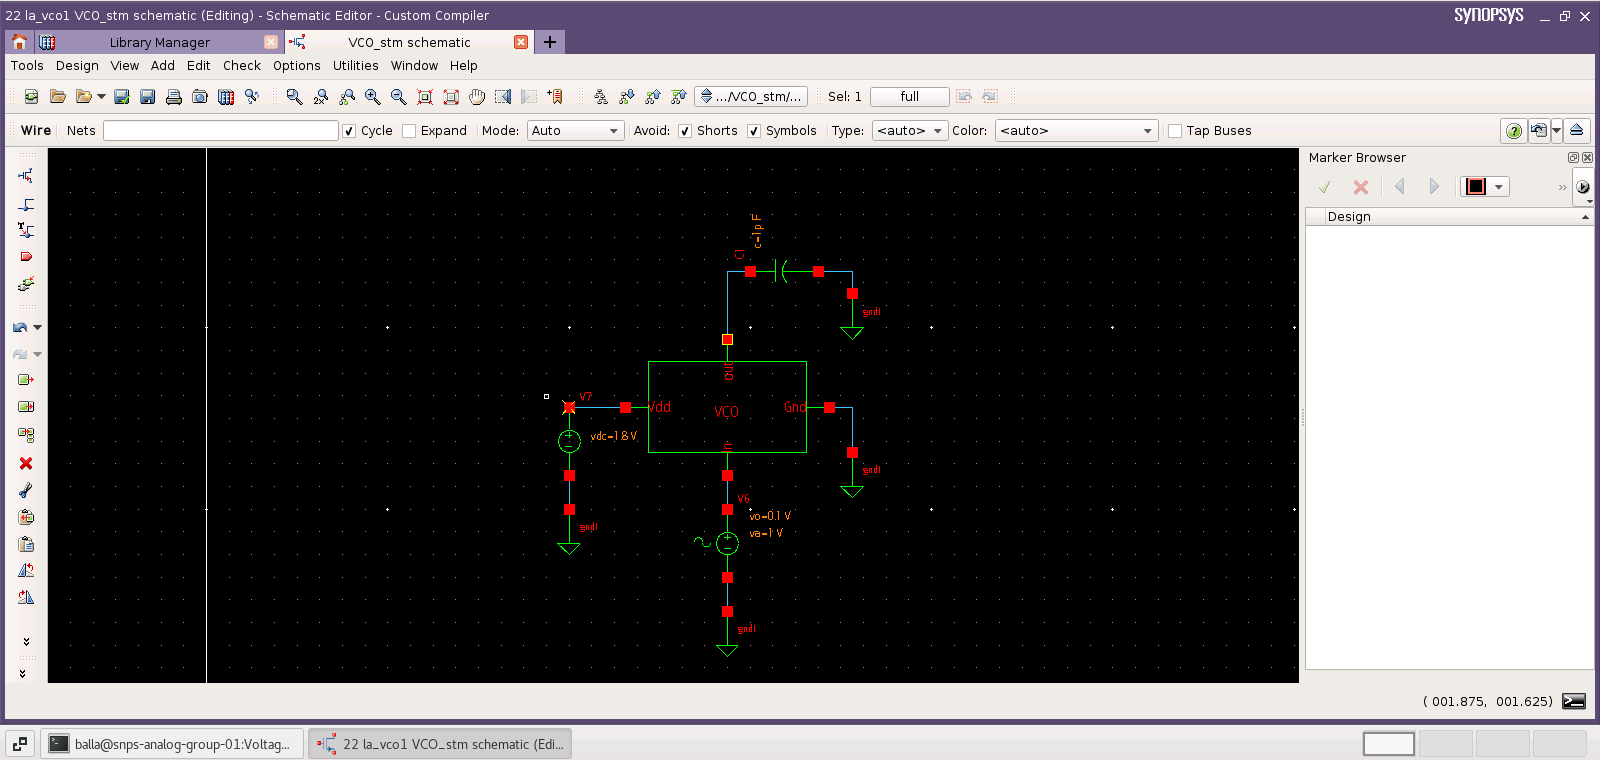 22 la_vco1 VCO_stm schematic (Editing) - Schematic Editor - Custom Compiler
SYNOPSYS
Library Manager
VCO_stm schematic
Tools Design View Add Edit Check Options Utilities Window Help
.../VCO_stm/... Sel: 1 full
Wire Nets Cycle Expand Mode: Auto Avoid: Shorts Symbols Type: <auto> Color: <auto> Tap Buses
Marker Browser
Design
c=1p F
C1
gnd!
out
V7
Vdd
VCO
Gnd
vdc=1.8 V
in
gnd!
V6
vo=0.1 V
va=1 V
gnd!
gnd!
( 001.875, 001.625)
balla@snps-analog-group-01:Voltag...
22 la_vco1 VCO_stm schematic (Edi...